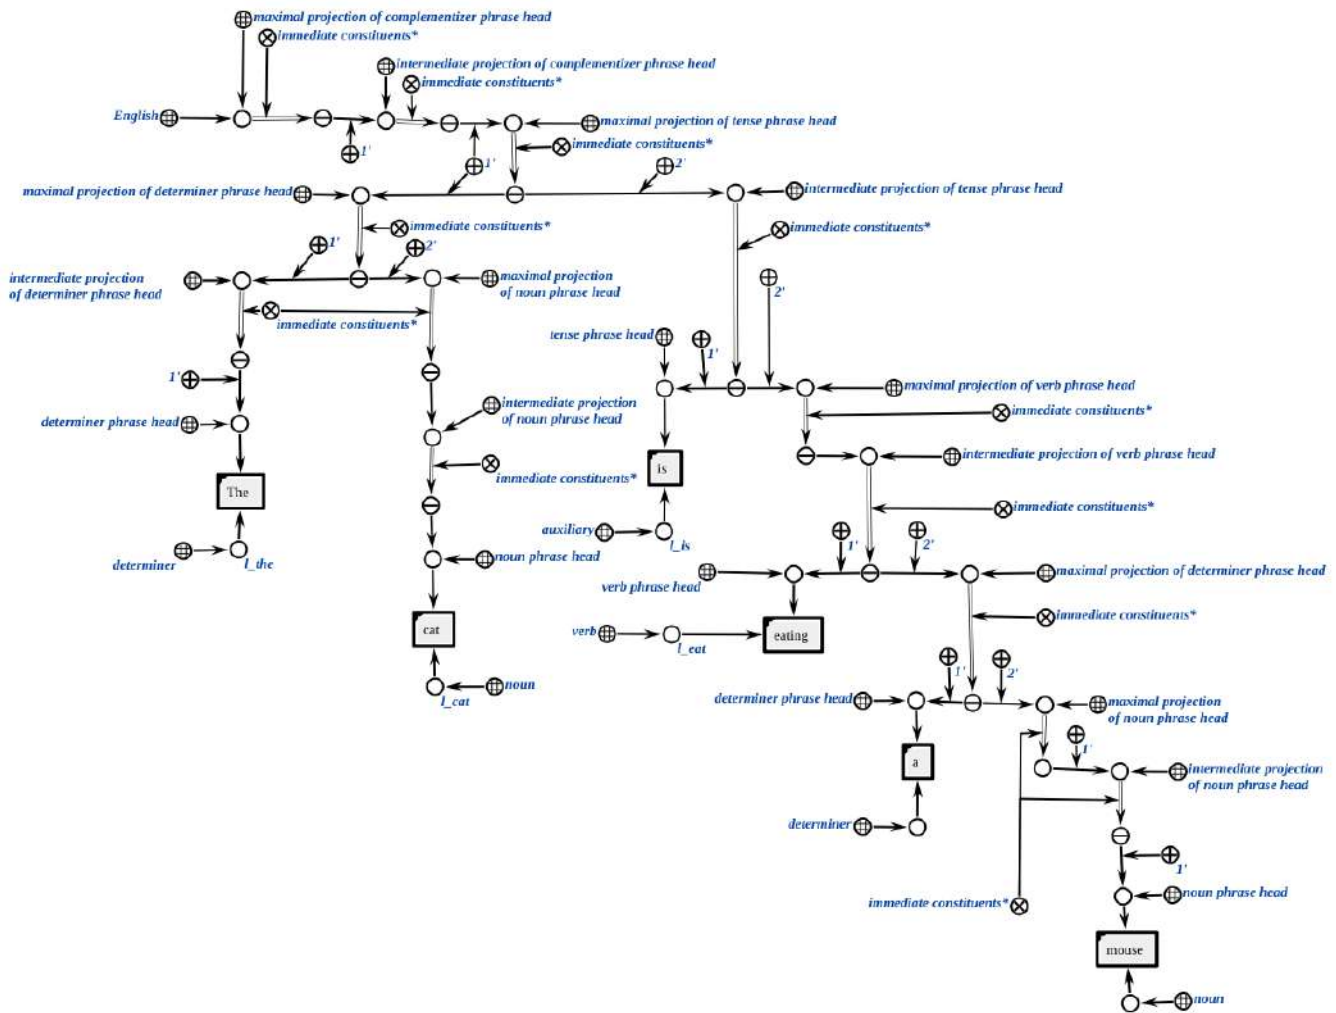 maximal projection of complementizer phrase head
immediate constituents*
intermediate projection of complementizer phrase head
immediate constituents*
English
maximal projection of tense phrase head
1'
immediate constituents*
1'
2'
maximal projection of determiner phrase head
intermediate projection of tense phrase head
immediate constituents*
immediate constituents*
1'
2'
intermediate projection
of determiner phrase head
maximal projection
of noun phrase head
2'
immediate constituents*
tense phrase head
1'
1'
maximal projection of verb phrase head
intermediate projection
of noun phrase head
immediate constituents*
determiner phrase head
intermediate projection of verb phrase head
is
immediate constituents*
The
immediate constituents*
auxiliary
l_is
1'
2'
determiner
l_the
noun phrase head
verb phrase head
maximal projection of determiner phrase head
immediate constituents*
cat
verb
l_eat
eating
noun
l_cat
1'
2'
determiner phrase head
maximal projection
of noun phrase head
1'
a
intermediate projection
of noun phrase head
determiner
1'
immediate constituents*
noun phrase head
mouse
noun